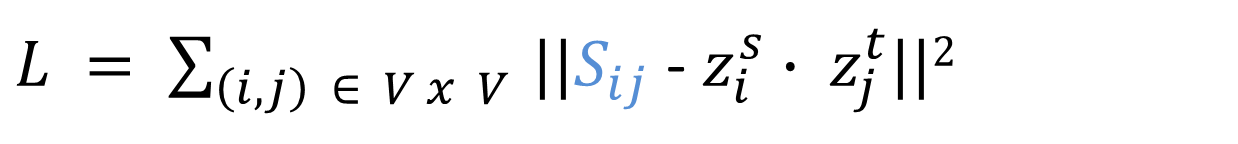 L = ∑(i,j) ∈ V x V ||Sij - zis · zjt||2